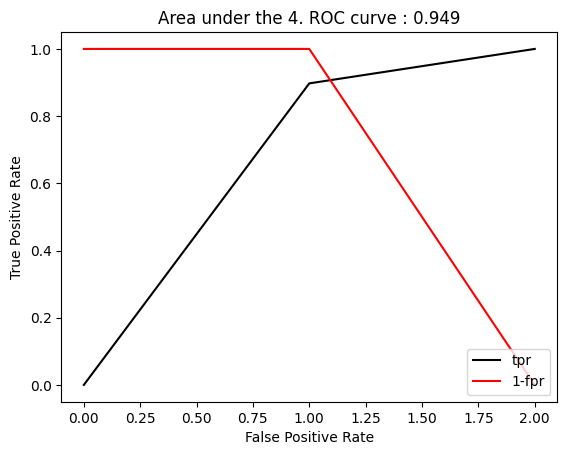 Area under the 4. ROC curve : 0.949
1.0
0.8
0.6
0.4
0.2
0.0
True Positive Rate
tpr
1-fpr
0.00 0.25 0.50 0.75 1.00 1.25 1.50 1.75 2.00
False Positive Rate